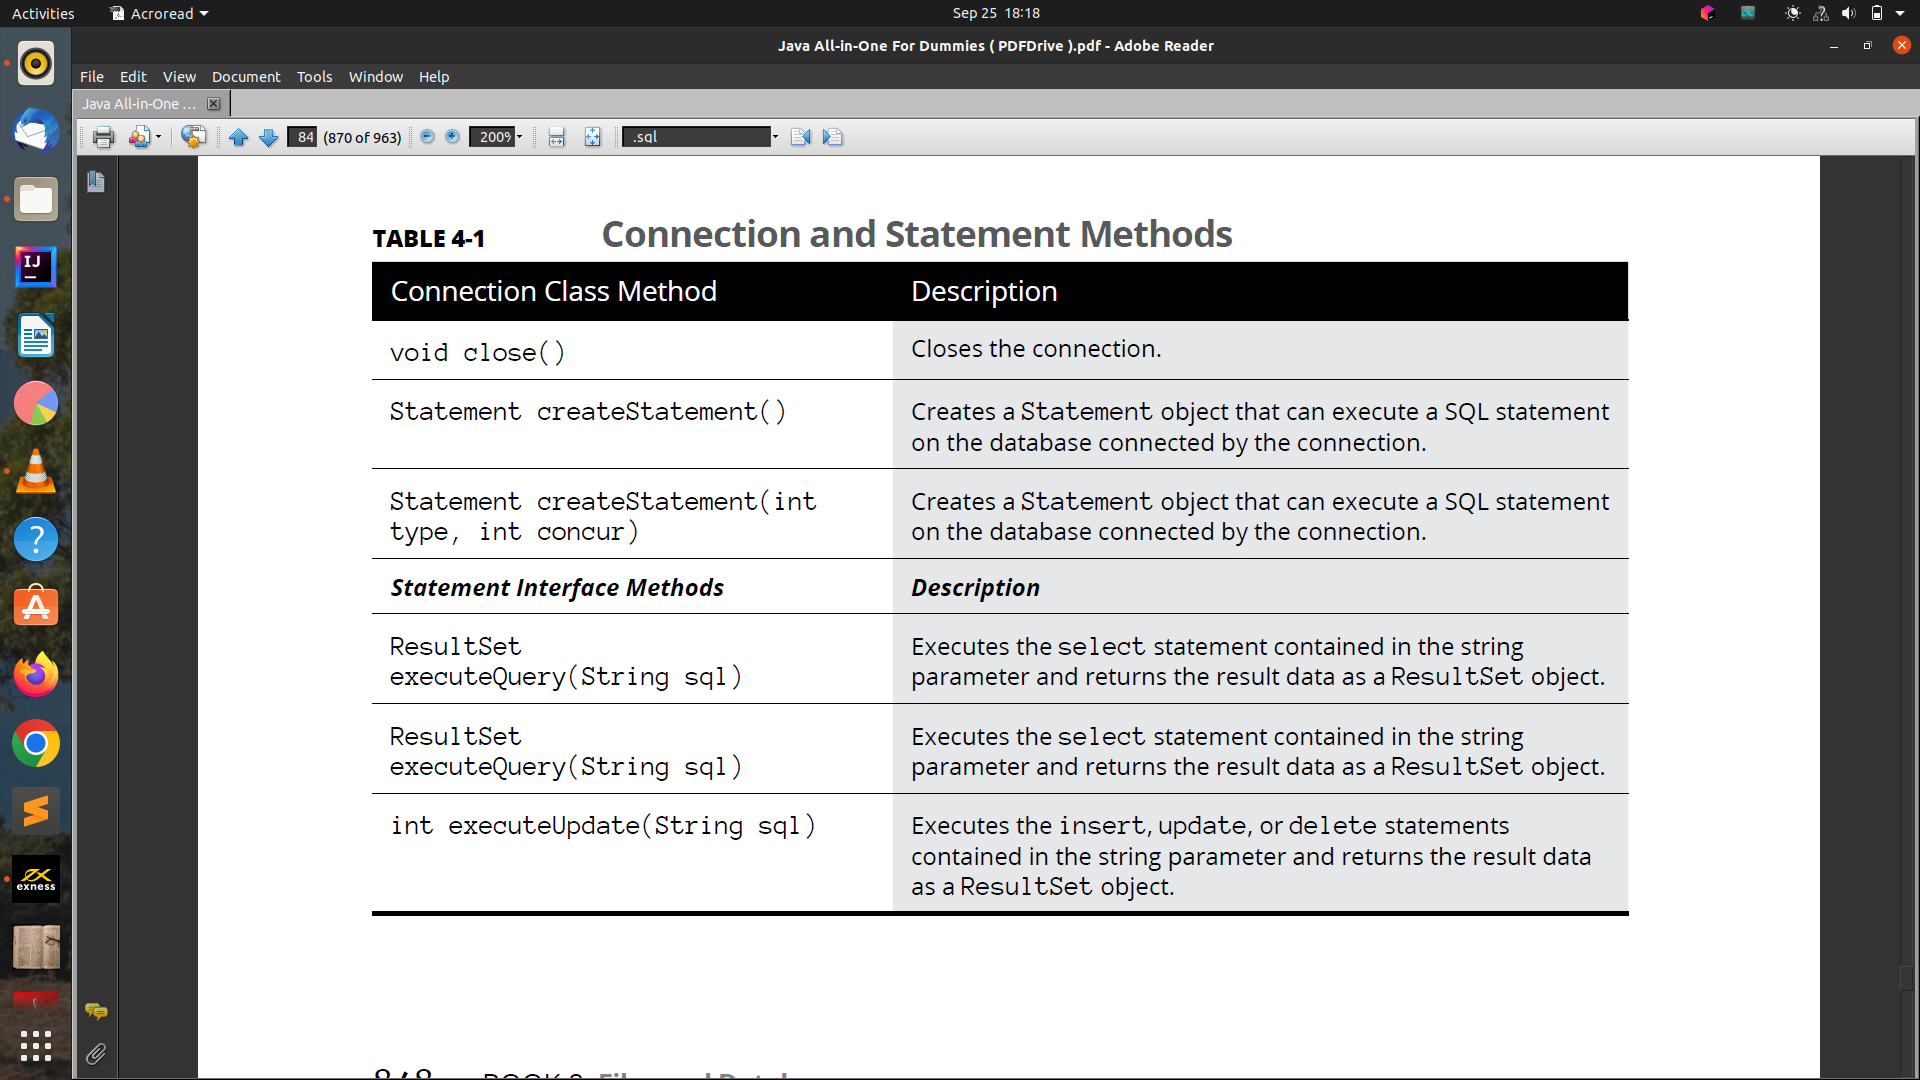 Activities
Acroread
Sep 25 18:18
Java All-in-One For Dummies ( PDFDrive ).pdf - Adobe Reader
File Edit View Document Tools Window Help
Java All-in-One ...
84 (870 of 963) 200% .sql
TABLE 4-1 Connection and Statement Methods
Connection Class Method Description
void close() Closes the connection.
Statement createStatement() Creates a Statement object that can execute a SQL statement
on the database connected by the connection.
Statement createStatement(int Creates a Statement object that can execute a SQL statement
type, int concur) on the database connected by the connection.
Statement Interface Methods Description
ResultSet Executes the select statement contained in the string
executeQuery(String sql) parameter and returns the result data as a ResultSet object.
ResultSet Executes the select statement contained in the string
executeQuery(String sql) parameter and returns the result data as a ResultSet object.
int executeUpdate(String sql) Executes the insert, update, or delete statements
contained in the string parameter and returns the result data
as a ResultSet object.
IJ
exness